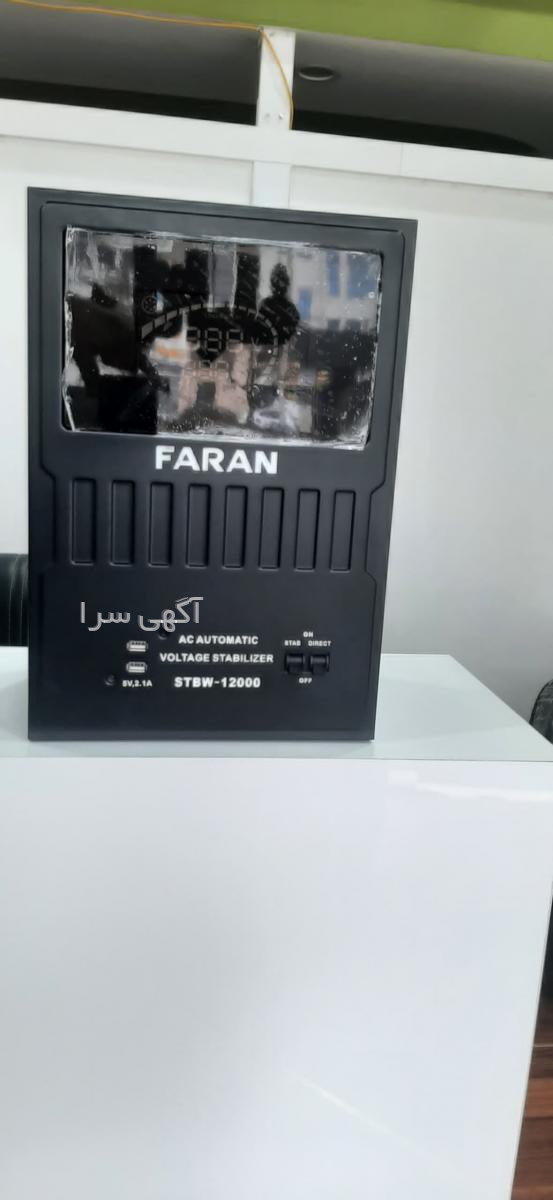 FARAN
آگهی سرا
AC AUTOMATIC
VOLTAGE STABILIZER
STBW-12000
5V,2.1A
ON
STAB DIRECT
OFF